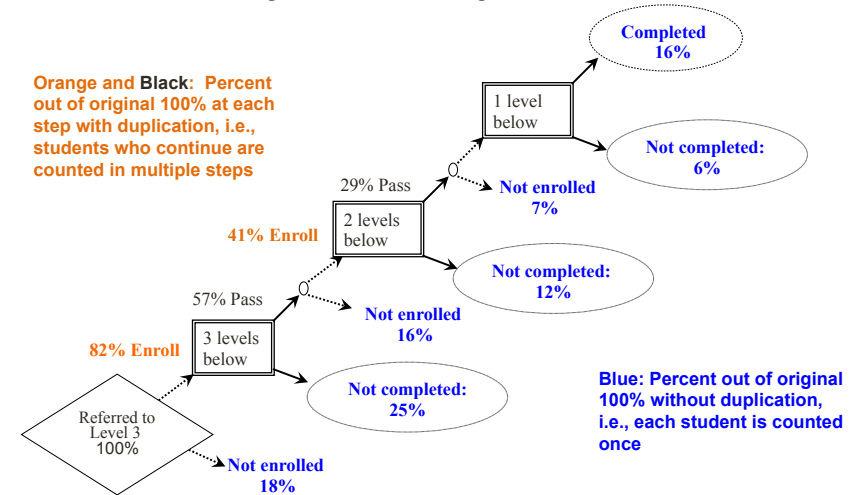 Completed
16%
Orange and Black: Percent
out of original 100% at each
step with duplication, i.e.,
students who continue are
counted in multiple steps
1 level
below
Not completed:
6%
29% Pass
Not enrolled
7%
41% Enroll
2 levels
below
Not completed:
12%
57% Pass
Not enrolled
16%
82% Enroll
3 levels
below
Not completed:
25%
Blue: Percent out of original
100% without duplication,
i.e., each student is counted
once
Referred to
Level 3
100%
Not enrolled
18%